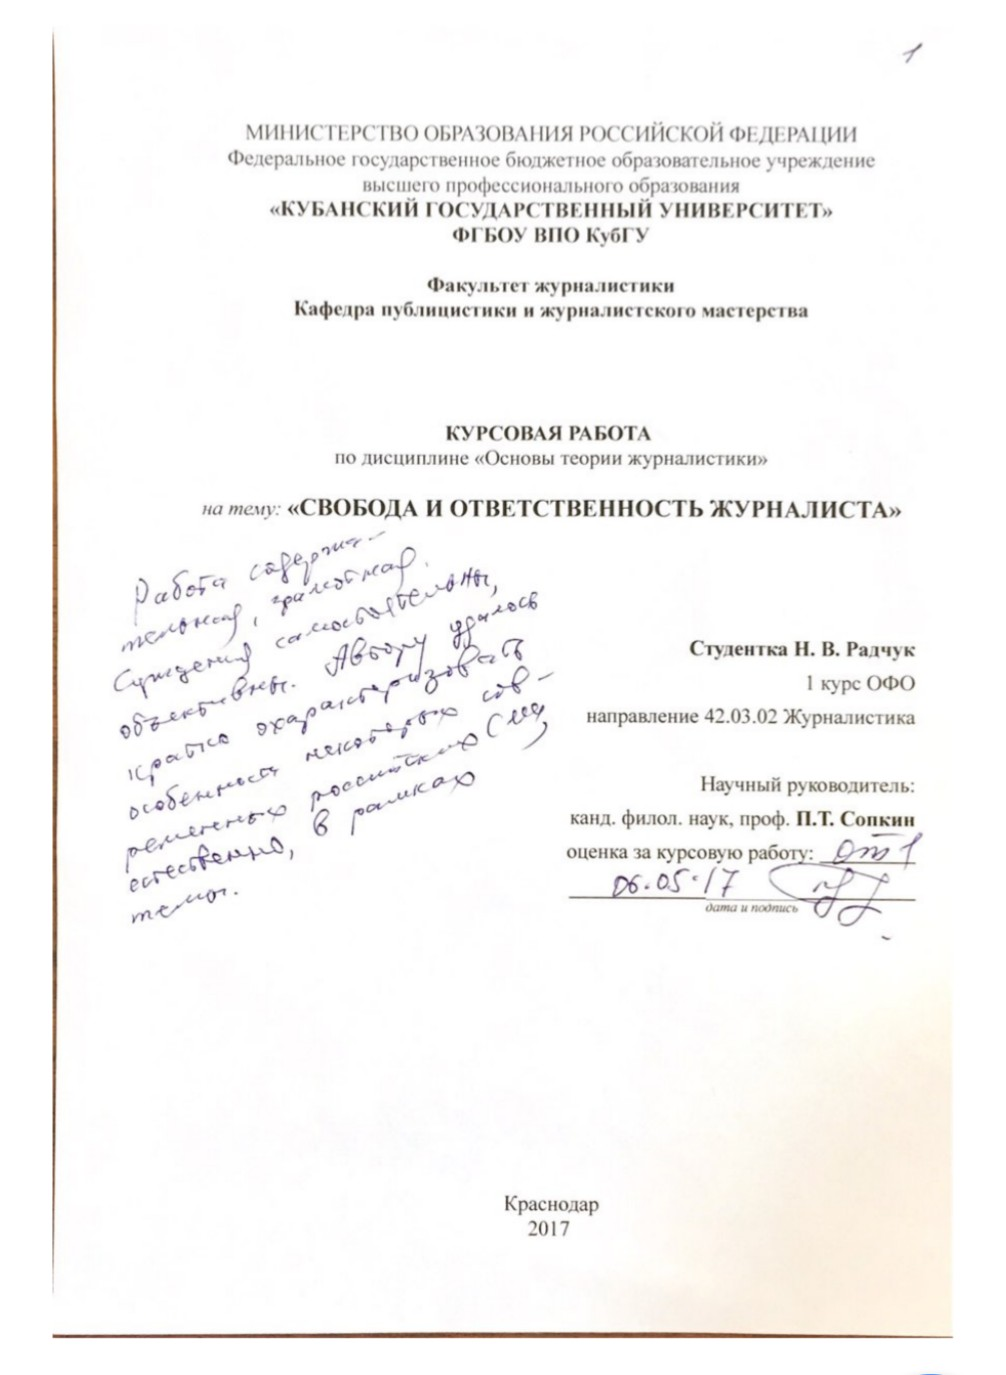 1
МИНИСТЕРСТВО ОБРАЗОВАНИЯ РОССИЙСКОЙ ФЕДЕРАЦИИ
Федеральное государственное бюджетное образовательное учреждение
высшего профессионального образования
«КУБАНСКИЙ ГОСУДАРСТВЕННЫЙ УНИВЕРСИТЕТ»
ФГБОУ ВПО КубГУ
Факультет журналистики
Кафедра публицистики и журналистского мастерства
КУРСОВАЯ РАБОТА
по дисциплине «Основы теории журналистики»
на тему: «СВОБОДА И ОТВЕТСТВЕННОСТЬ ЖУРНАЛИСТА»
Работа содержа-
тельная, грамотная.
Суждения самостоятельны,
объективны. Автору удалось
кратко охарактеризовать
особенности некоторых сов-
ременных российских СМИ,
естественно, в рамках
темы.
Студентка Н. В. Радчук
1 курс ОФО
направление 42.03.02 Журналистика
Научный руководитель:
канд. филол. наук, проф. П.Т. Сопкин
оценка за курсовую работу: отл
06.05.17
дата и подпись
Краснодар
2017